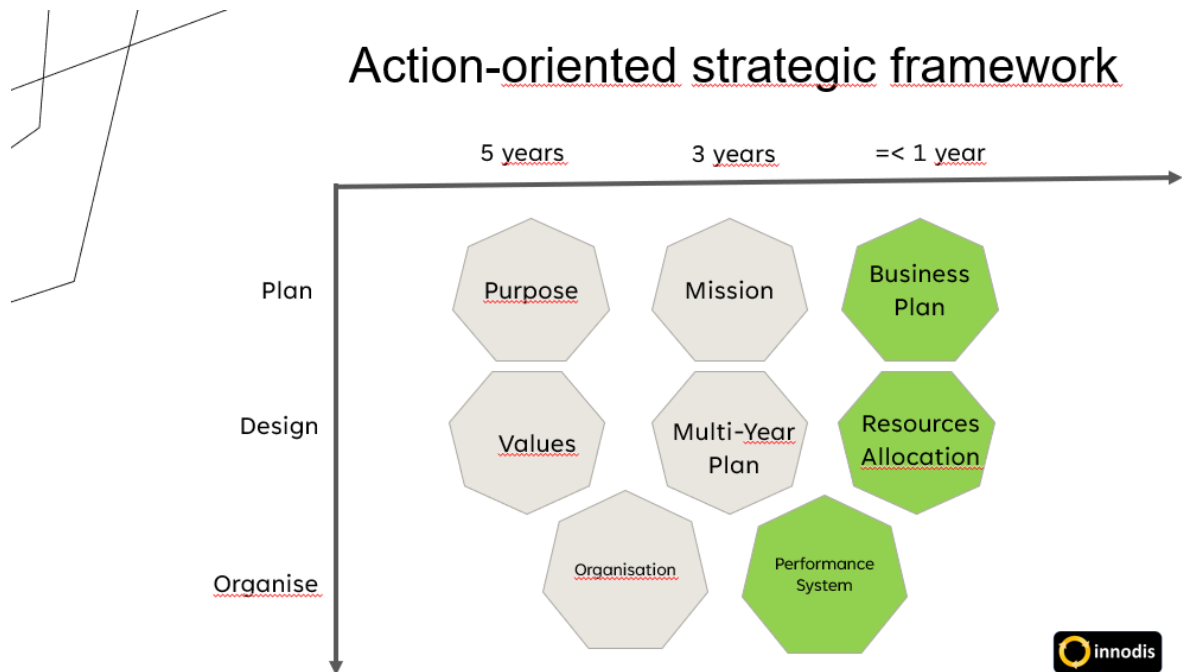 Action-oriented strategic framework
5 years
3 years
=< 1 year
Plan
Purpose
Mission
Business
Plan
Design
Values
Multi-Year
Plan
Resources
Allocation
Organise
Organisation
Performance
System
innodis